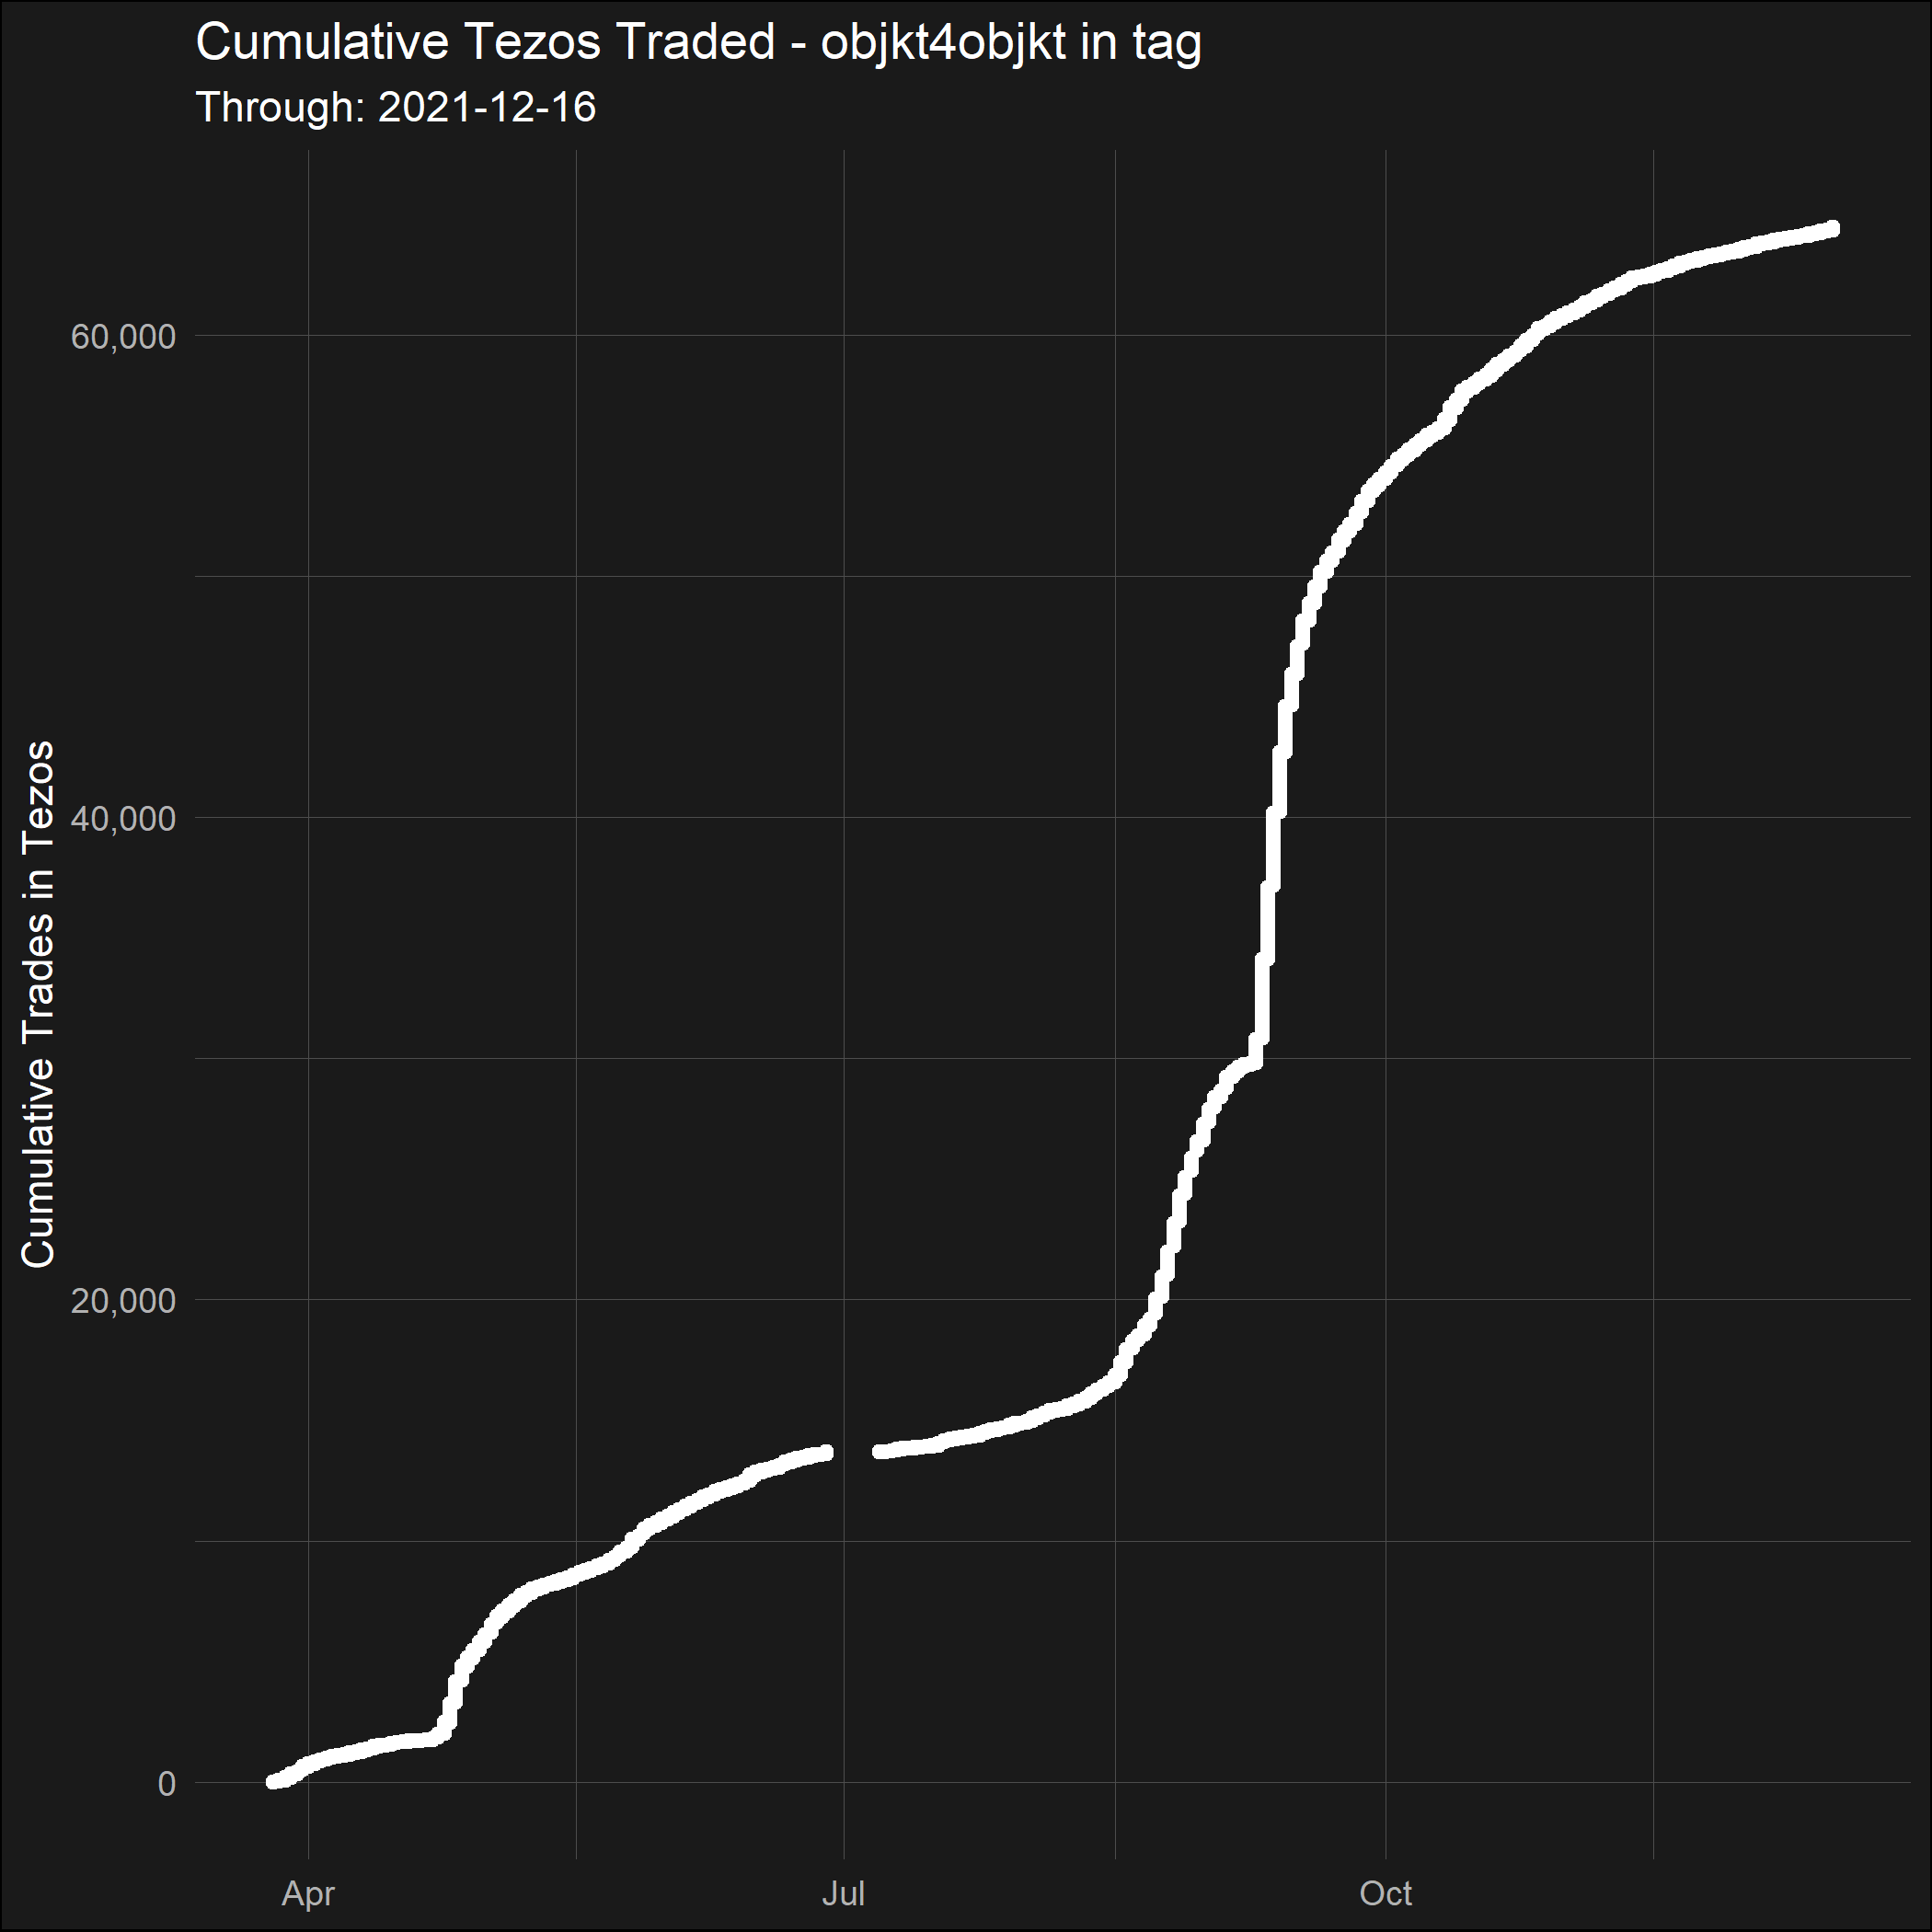 Cumulative Tezos Traded - objkt4objkt in tag
Through: 2021-12-16
Cumulative Trades in Tezos
60,000
40,000
20,000
0
Apr
Jul
Oct